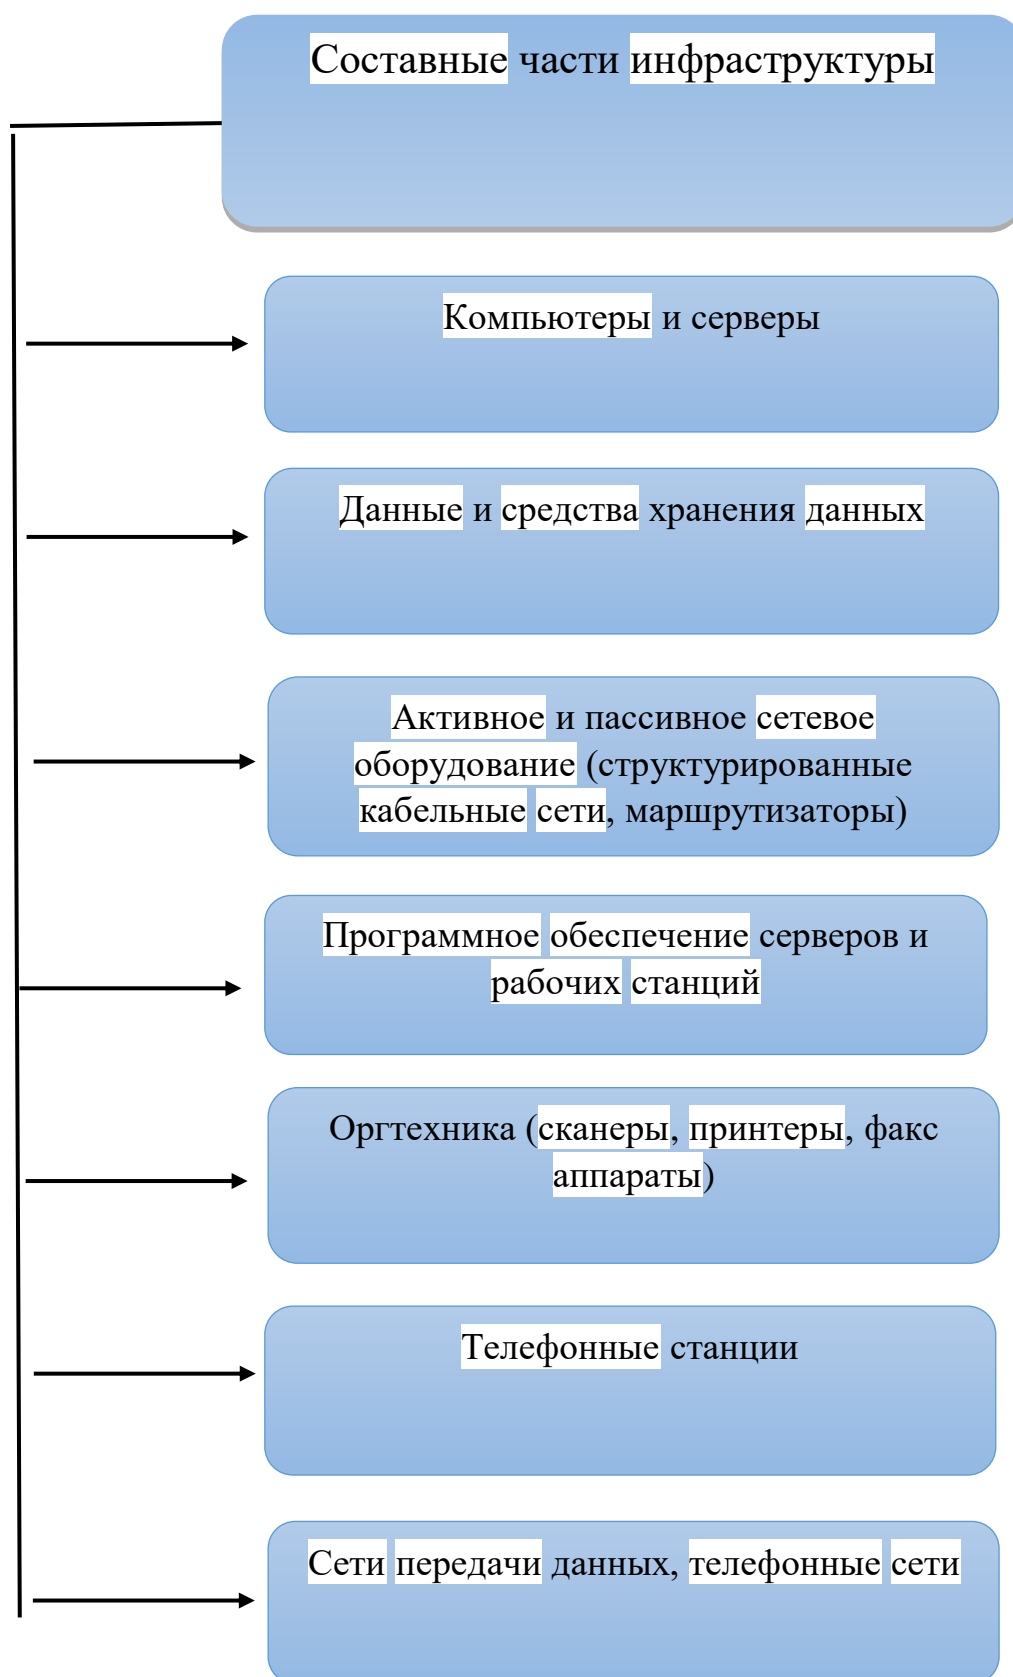 Составные части инфраструктуры
Компьютеры и серверы
Данные и средства хранения данных
Активное и пассивное сетевое
оборудование (структурированные
кабельные сети, маршрутизаторы)
Программное обеспечение серверов и
рабочих станций
Оргтехника (сканеры, принтеры, факс
аппараты)
Телефонные станции
Сети передачи данных, телефонные сети